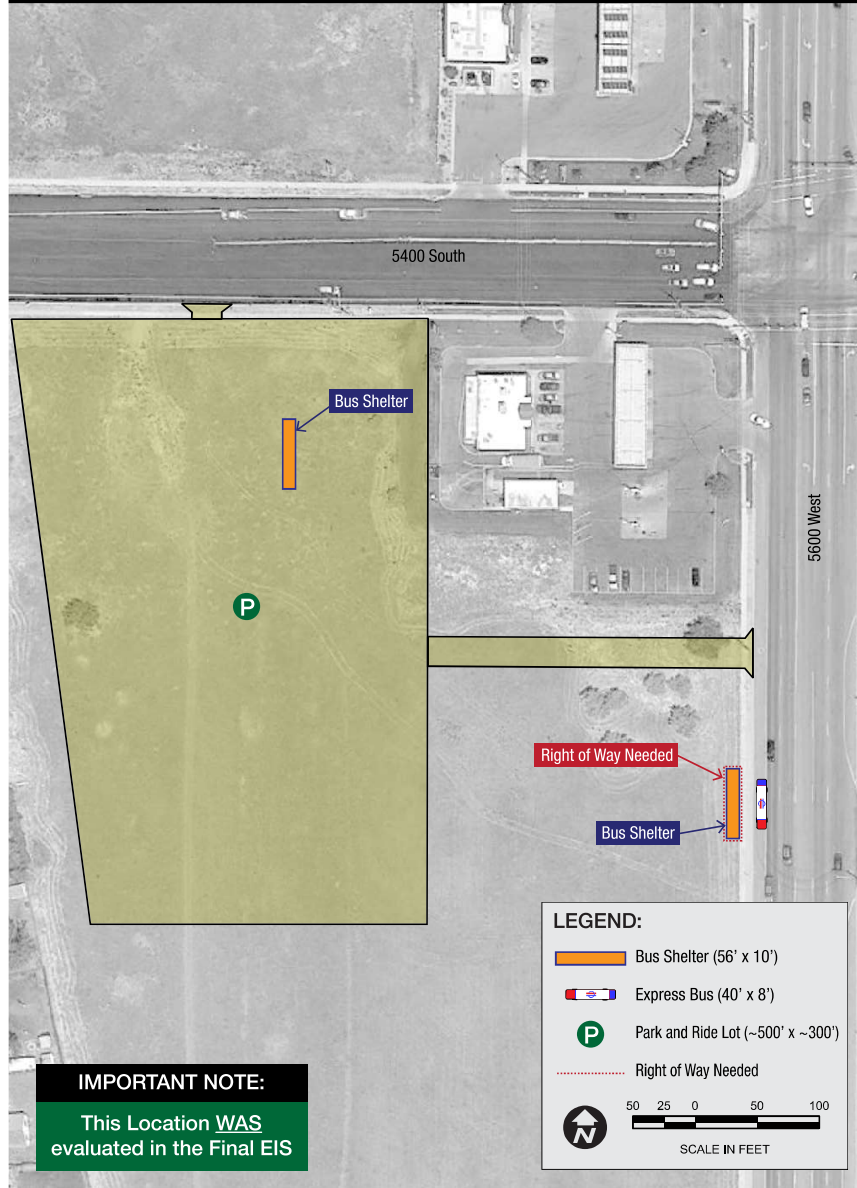 5400 South
Bus Shelter
5600 West
P
Right of Way Needed
Bus Shelter
LEGEND:
Bus Shelter (56’ x 10’)
Express Bus (40’ x 8’)
P Park and Ride Lot (~500’ x ~300’)
Right of Way Needed
N
50 25 0 50 100
SCALE IN FEET
IMPORTANT NOTE:
This Location WAS
evaluated in the Final EIS